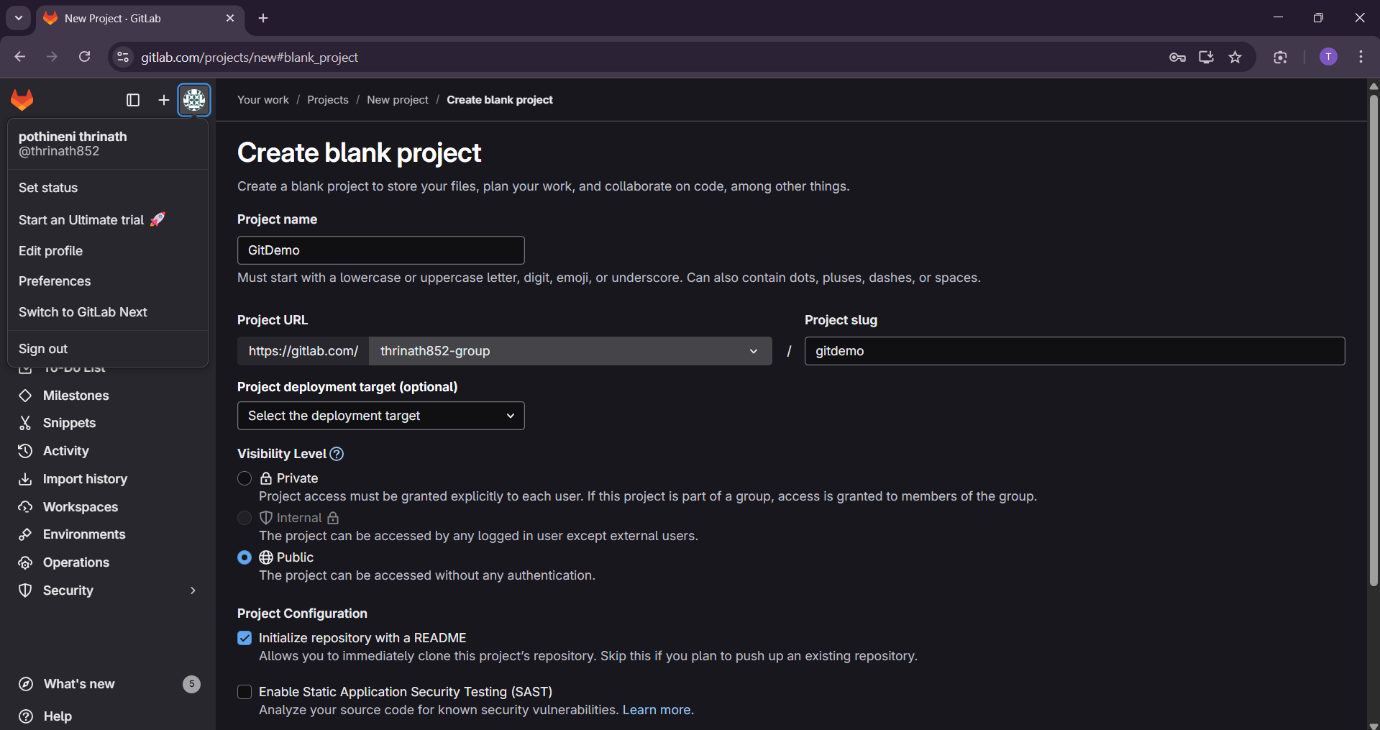 New Project · GitLab
gitlab.com/projects/new#blank_project
T
Your work / Projects / New project / Create blank project
pothineni thrinath
@thrinath852
Set status
Start an Ultimate trial 🚀
Edit profile
Preferences
Switch to GitLab Next
Sign out
To-Do List
Milestones
Snippets
Activity
Import history
Workspaces
Environments
Operations
Security
What's new 5
Help
Create blank project
Create a blank project to store your files, plan your work, and collaborate on code, among other things.
Project name
GitDemo
Must start with a lowercase or uppercase letter, digit, emoji, or underscore. Can also contain dots, pluses, dashes, or spaces.
Project URL
https://gitlab.com/ thrinath852-group /
Project slug
gitdemo
Project deployment target (optional)
Select the deployment target
Visibility Level ?
Private
Project access must be granted explicitly to each user. If this project is part of a group, access is granted to members of the group.
Internal
The project can be accessed by any logged in user except external users.
Public
The project can be accessed without any authentication.
Project Configuration
Initialize repository with a README
Allows you to immediately clone this project's repository. Skip this if you plan to push up an existing repository.
Enable Static Application Security Testing (SAST)
Analyze your source code for known security vulnerabilities. Learn more.